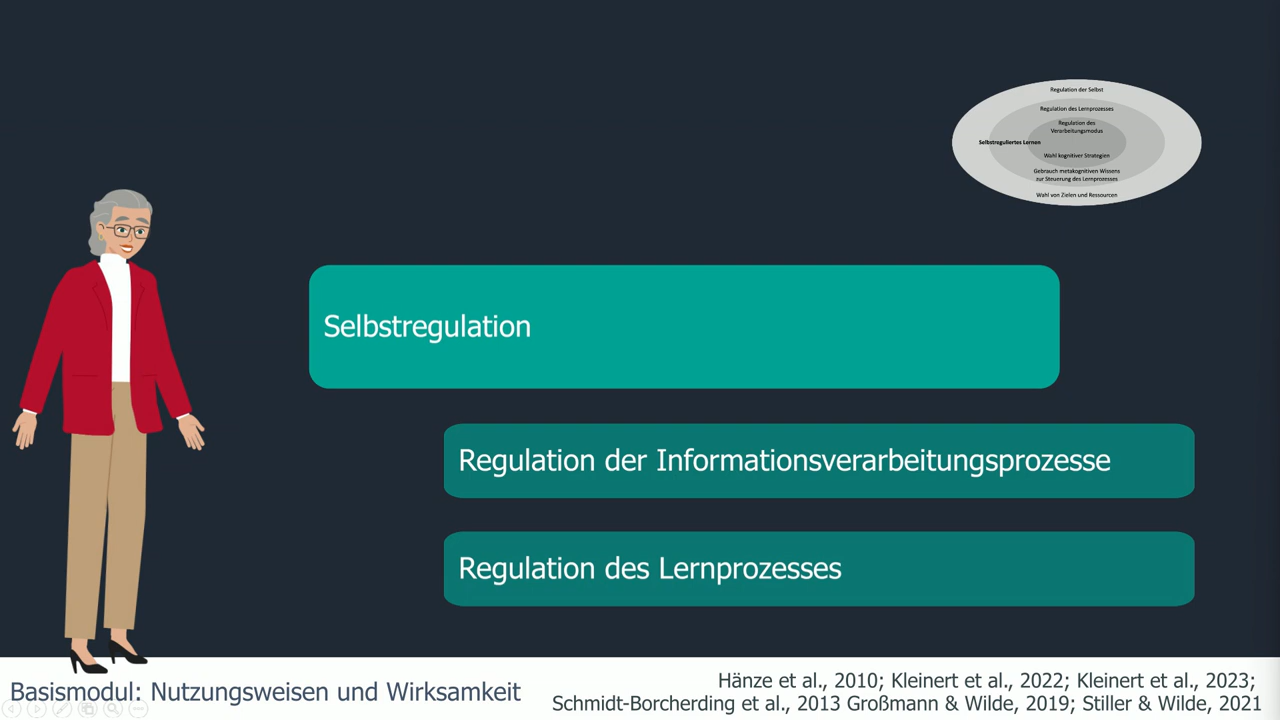 Regulation der Selbst
Regulation des Lernprozesses
Regulation des
Verarbeitungsmodus
Selbstreguliertes Lernen
Wahl kognitiver Strategien
Gebrauch metakognitiven Wissens
zur Steuerung des Lernprozesses
Wahl von Zielen und Ressourcen
Selbstregulation
Regulation der Informationsverarbeitungsprozesse
Regulation des Lernprozesses
Basismodul: Nutzungsweisen und Wirksamkeit
Hänze et al., 2010; Kleinert et al., 2022; Kleinert et al., 2023;
Schmidt-Borcherding et al., 2013 Großmann & Wilde, 2019; Stiller & Wilde, 2021